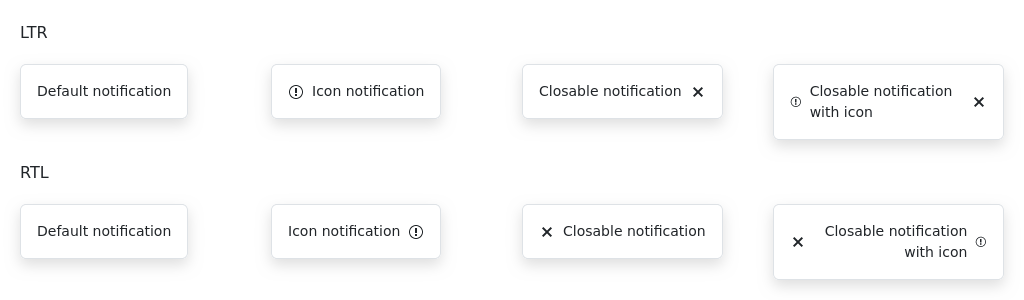 LTR
Default notification
Icon notification
Closable notification
Closable notification
with icon
RTL
Default notification
Icon notification
Closable notification
Closable notification
with icon